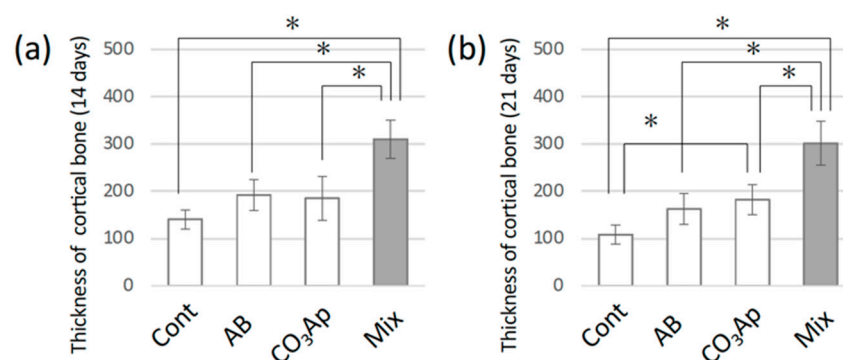 (a)
Thickness of cortical bone (14 days)
500
400
300
200
100
0
*
*
*
Cont
AB
CO₃Ap
Mix
(b)
Thickness of cortical bone (21 days)
500
400
300
200
100
0
*
*
*
*
Cont
AB
CO₃Ap
Mix